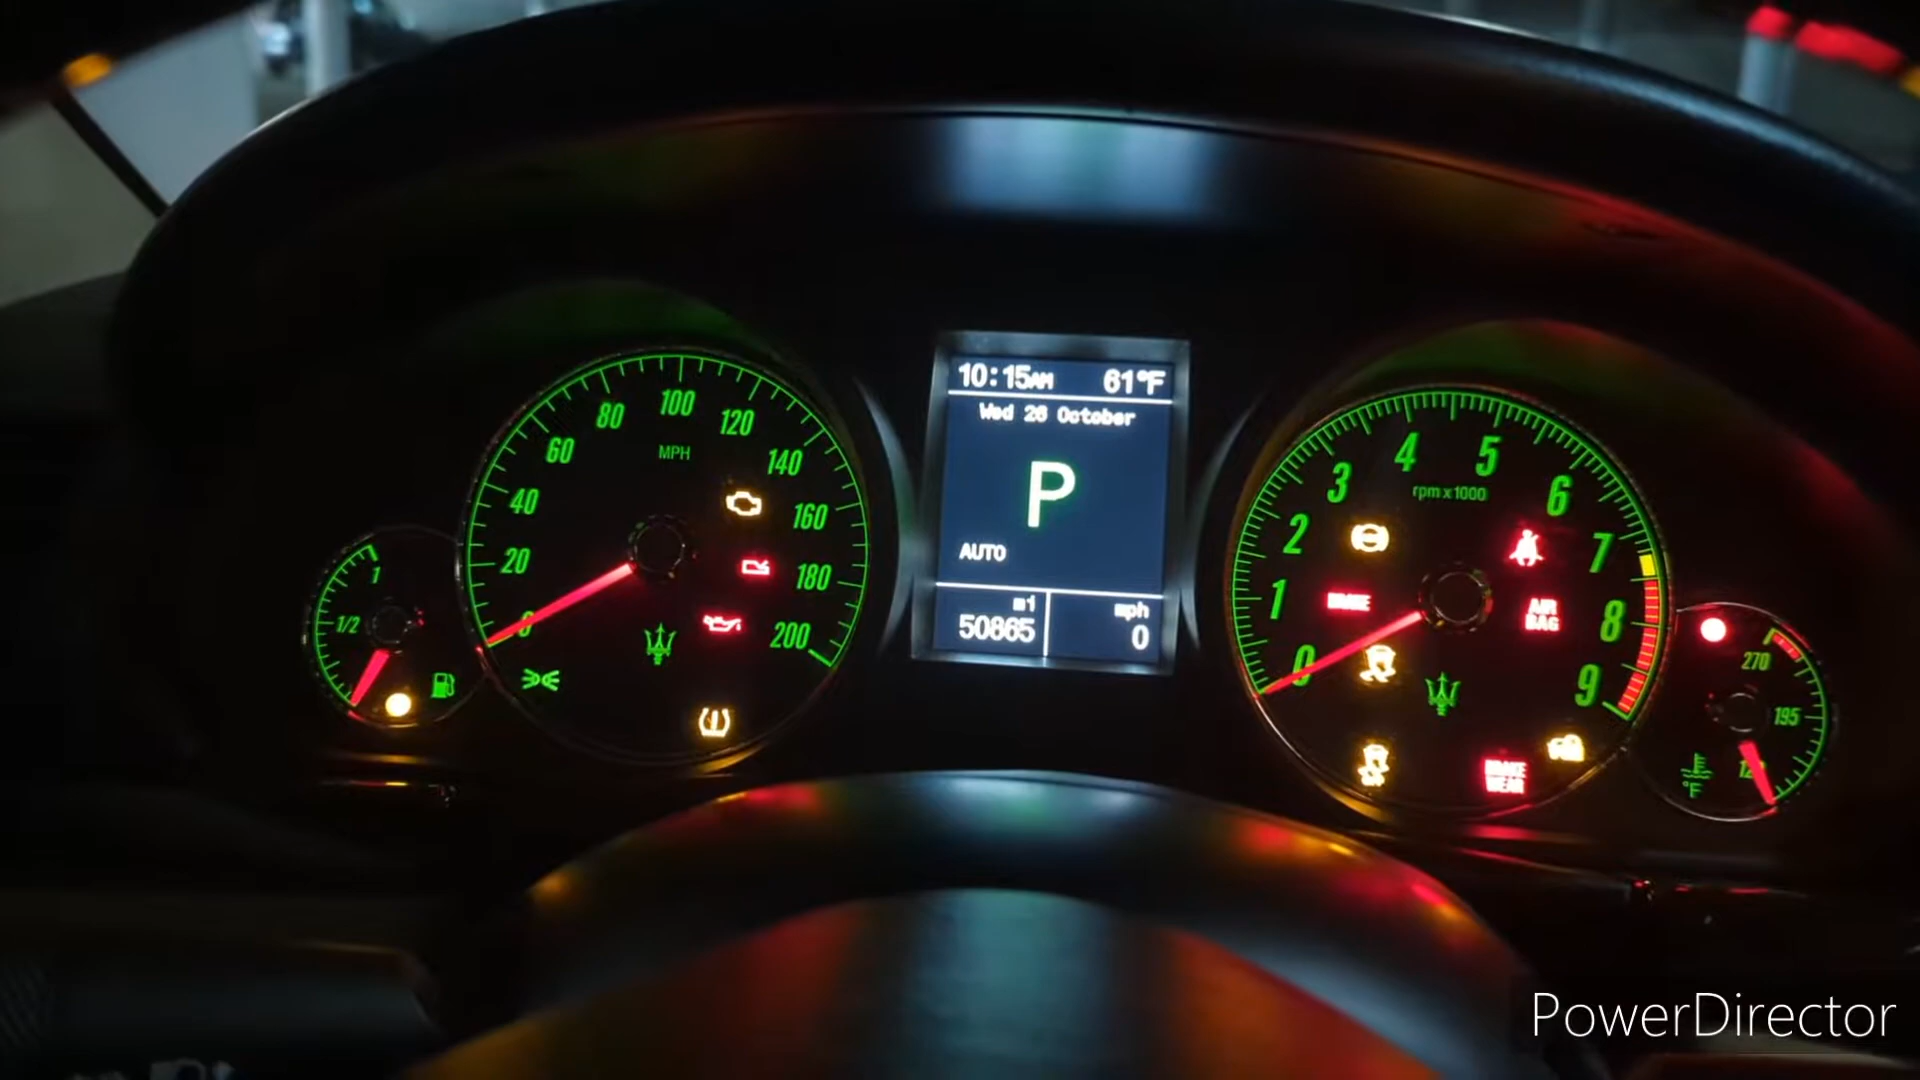 10:15AM 61°F
Wed 26 October
P
AUTO
mi
50865
mph
0
1
1/2
0
20
40
60
80
100
120
140
160
180
200
MPH
0
1
2
3
4
5
6
7
8
9
rpm x 1000
BRAKE
AIR
BAG
BRAKE
WEAR
270
195
°F
PowerDirector